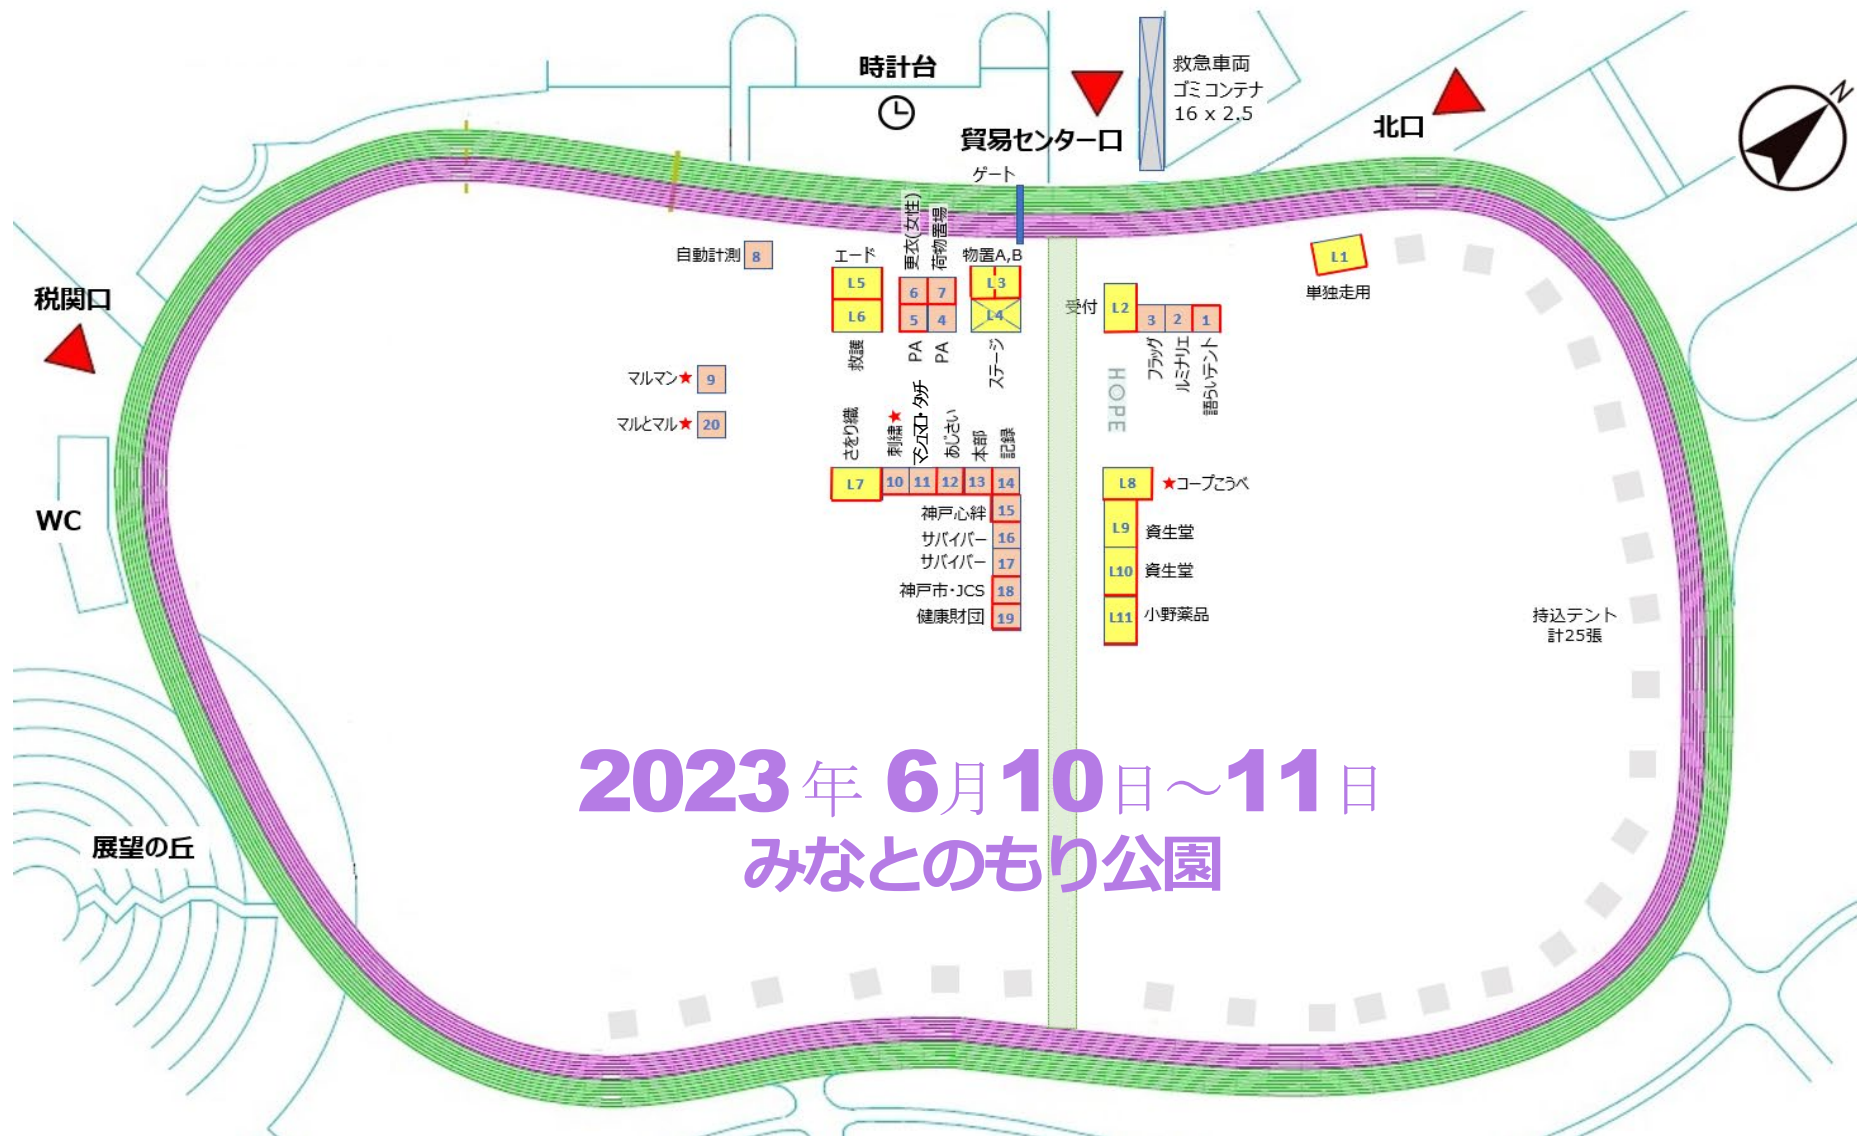 時計台
救急車両
ゴミ コンテナ
16 x 2.5
N
貿易センター口
北口
ゲート
更衣(女性)
荷物置場
自動計測
8
エード
物置A,B
L1
単独走用
L5
L6
救護
6
7
5
4
PA
PA
L3
L4
ステージ
受付
L2
3
2
1
フラッグ
ルミナリエ
語らいテント
HOPE
税関口
マルマン★
9
マルとマル★
20
さをり織
刺繍★
マシュマロ・タッチ
あじさい
本部
記録
L7
10
11
12
13
14
神戸心絆
15
サバイバー
16
サバイバー
17
神戸市・JCS
18
健康財団
19
L8
★コープこうべ
L9
資生堂
L10
資生堂
L11
小野薬品
WC
持込テント
計25張
2023年 6月10日～11日
みなとのもり公園
展望の丘